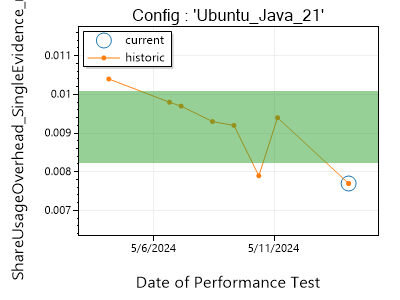 Config : 'Ubuntu_Java_21'
current
historic
0.011
0.01
0.009
0.008
0.007
5/6/2024
5/11/2024
Date of Performance Test
ShareUsageOverhead_SingleEvidence_